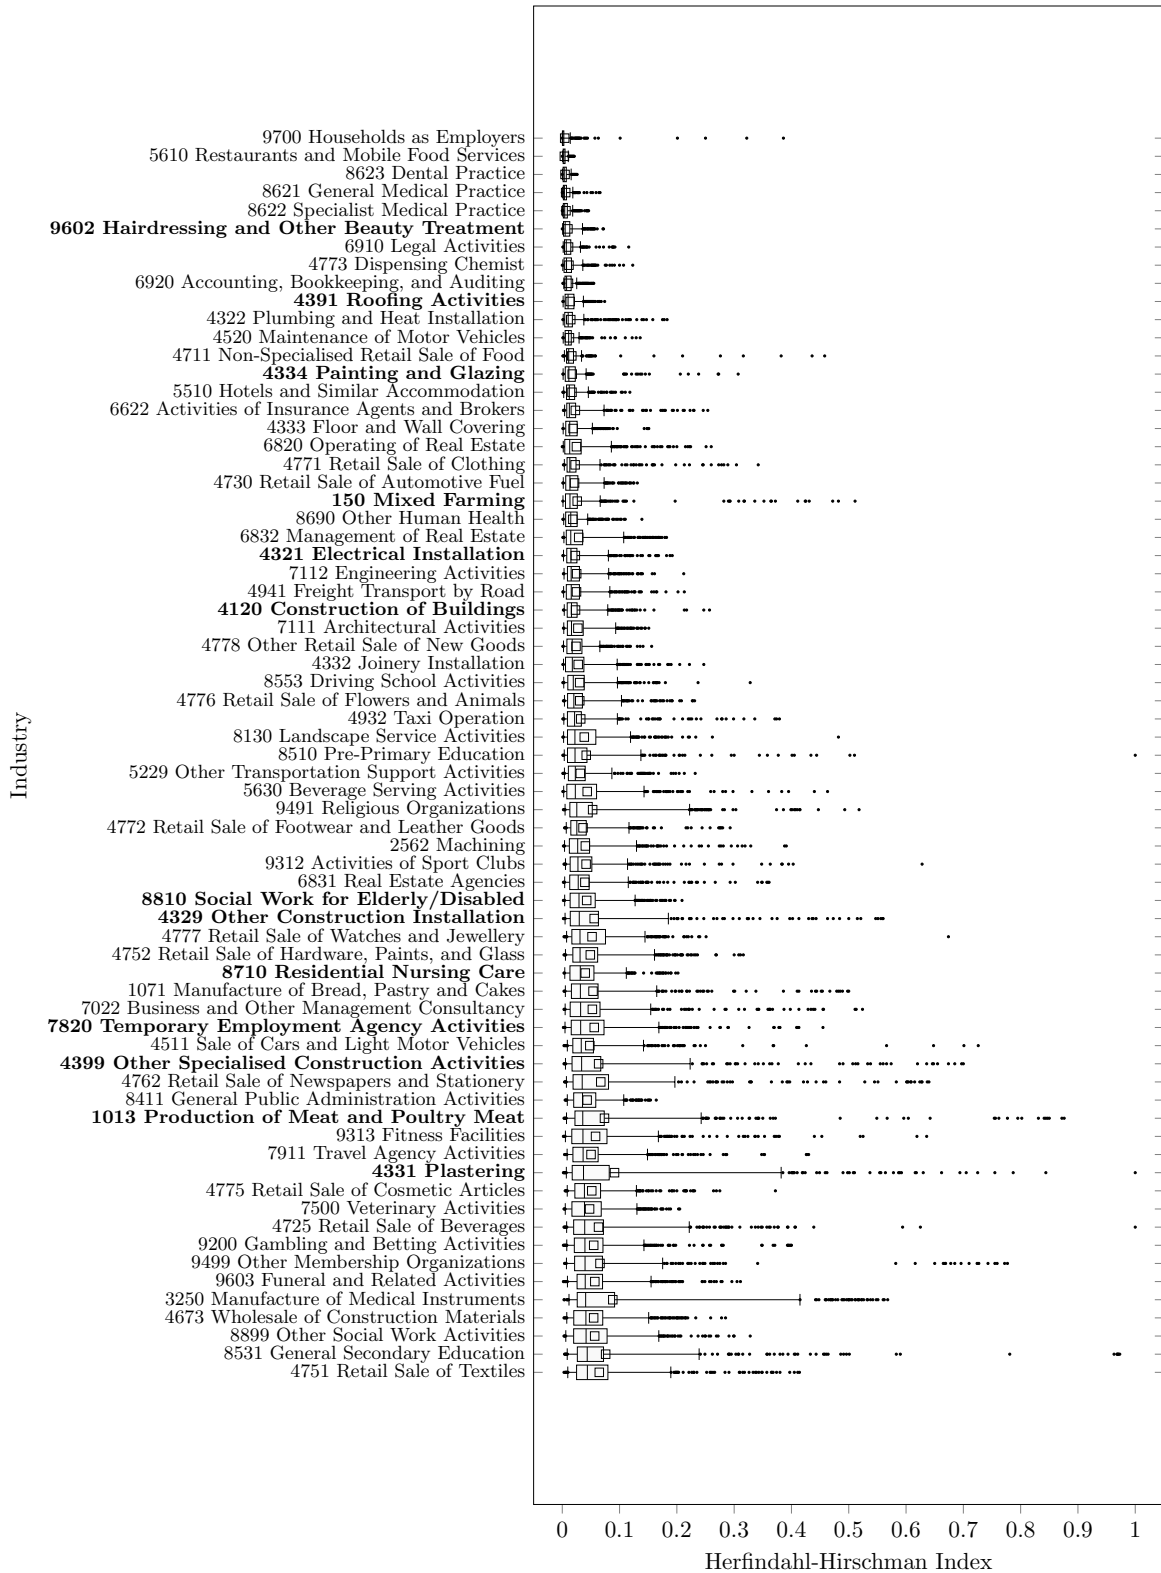 9700 Households as Employers
5610 Restaurants and Mobile Food Services
8623 Dental Practice
8621 General Medical Practice
8622 Specialist Medical Practice
9602 Hairdressing and Other Beauty Treatment
6910 Legal Activities
4773 Dispensing Chemist
6920 Accounting, Bookkeeping, and Auditing
4391 Roofing Activities
4322 Plumbing and Heat Installation
4520 Maintenance of Motor Vehicles
4711 Non-Specialised Retail Sale of Food
4334 Painting and Glazing
5510 Hotels and Similar Accommodation
6622 Activities of Insurance Agents and Brokers
4333 Floor and Wall Covering
6820 Operating of Real Estate
4771 Retail Sale of Clothing
4730 Retail Sale of Automotive Fuel
150 Mixed Farming
8690 Other Human Health
6832 Management of Real Estate
4321 Electrical Installation
7112 Engineering Activities
4941 Freight Transport by Road
4120 Construction of Buildings
7111 Architectural Activities
4778 Other Retail Sale of New Goods
4332 Joinery Installation
8553 Driving School Activities
4776 Retail Sale of Flowers and Animals
4932 Taxi Operation
8130 Landscape Service Activities
8510 Pre-Primary Education
5229 Other Transportation Support Activities
5630 Beverage Serving Activities
9491 Religious Organizations
4772 Retail Sale of Footwear and Leather Goods
2562 Machining
9312 Activities of Sport Clubs
6831 Real Estate Agencies
8810 Social Work for Elderly/Disabled
4329 Other Construction Installation
4777 Retail Sale of Watches and Jewellery
4752 Retail Sale of Hardware, Paints, and Glass
8710 Residential Nursing Care
1071 Manufacture of Bread, Pastry and Cakes
7022 Business and Other Management Consultancy
7820 Temporary Employment Agency Activities
4511 Sale of Cars and Light Motor Vehicles
4399 Other Specialised Construction Activities
4762 Retail Sale of Newspapers and Stationery
8411 General Public Administration Activities
1013 Production of Meat and Poultry Meat
9313 Fitness Facilities
7911 Travel Agency Activities
4331 Plastering
4775 Retail Sale of Cosmetic Articles
7500 Veterinary Activities
4725 Retail Sale of Beverages
9200 Gambling and Betting Activities
9499 Other Membership Organizations
9603 Funeral and Related Activities
3250 Manufacture of Medical Instruments
4673 Wholesale of Construction Materials
8899 Other Social Work Activities
8531 General Secondary Education
4751 Retail Sale of Textiles
Industry
0 0.1 0.2 0.3 0.4 0.5 0.6 0.7 0.8 0.9 1
Herfindahl-Hirschman Index